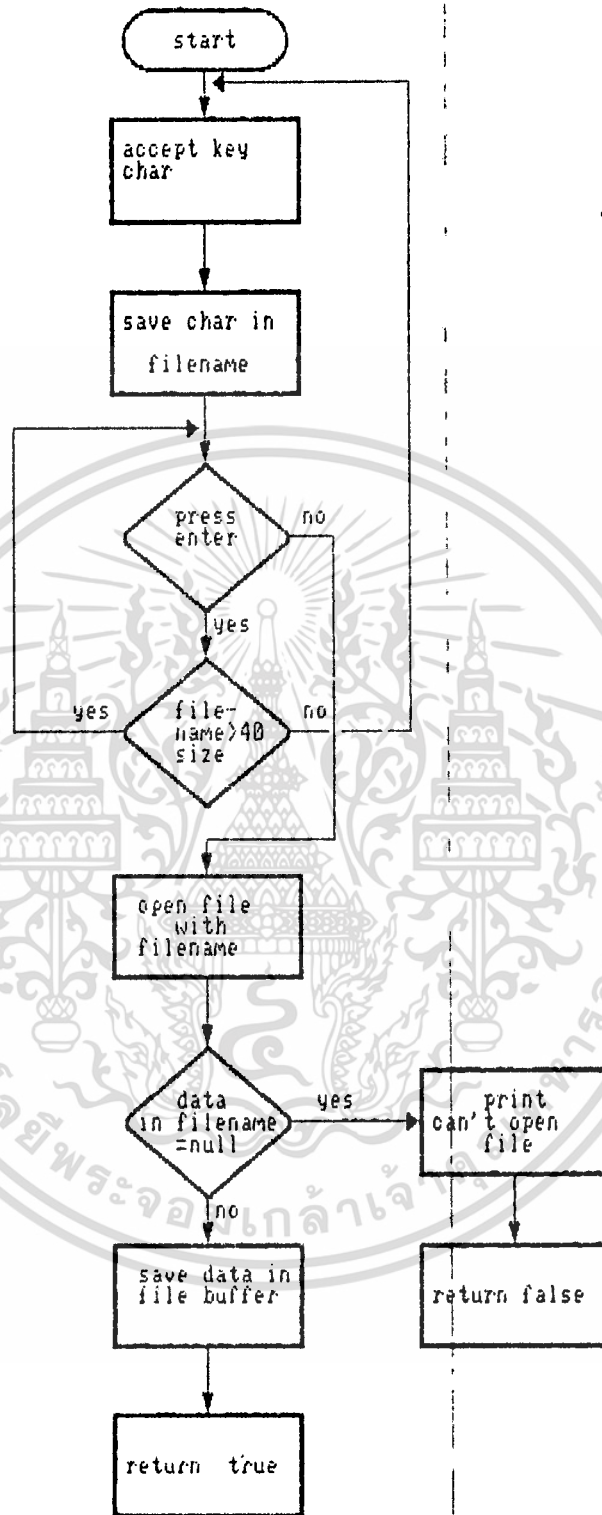 start
accept key
char
save char in
filename
press
enter
no
yes
file-
name>40
size
yes
no
open file
with
filename
data
in filename
=null
yes
no
print
can't open
file
save data in
file buffer
return false
return true